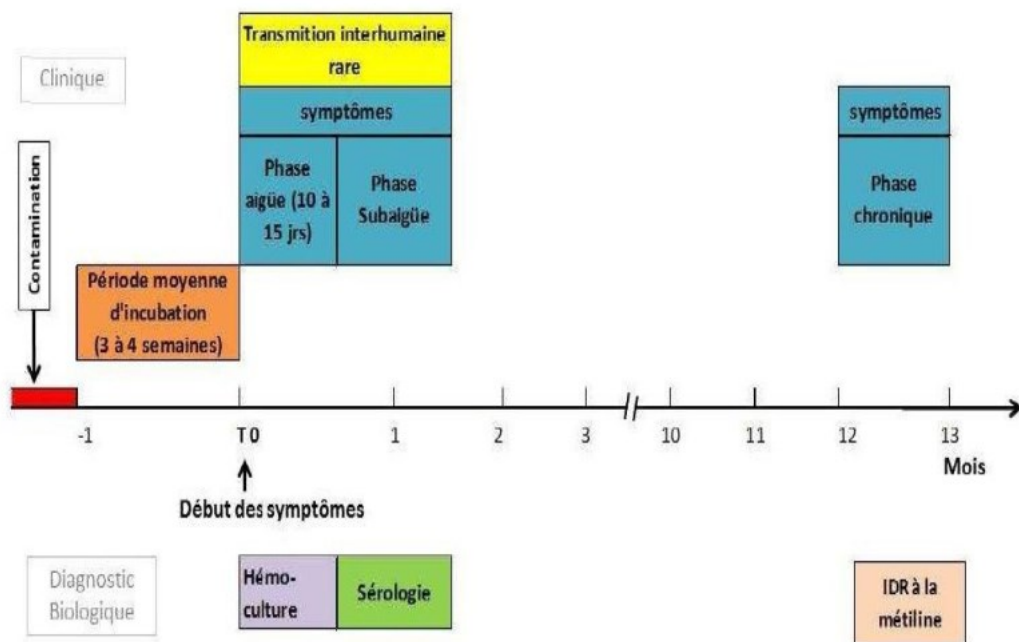 Transmition interhumaine
rare
Clinique
symptômes
symptômes
Phase
aigüe (10 à
15 jrs)
Phase
Subaigüe
Phase
chronique
Contamination
Période moyenne
d'incubation
(3 à 4 semaines)
-1
T 0
1
2
3
10
11
12
13
Mois
Début des symptômes
Diagnostic
Biologique
Hémo-
culture
Sérologie
IDR à la
métiline